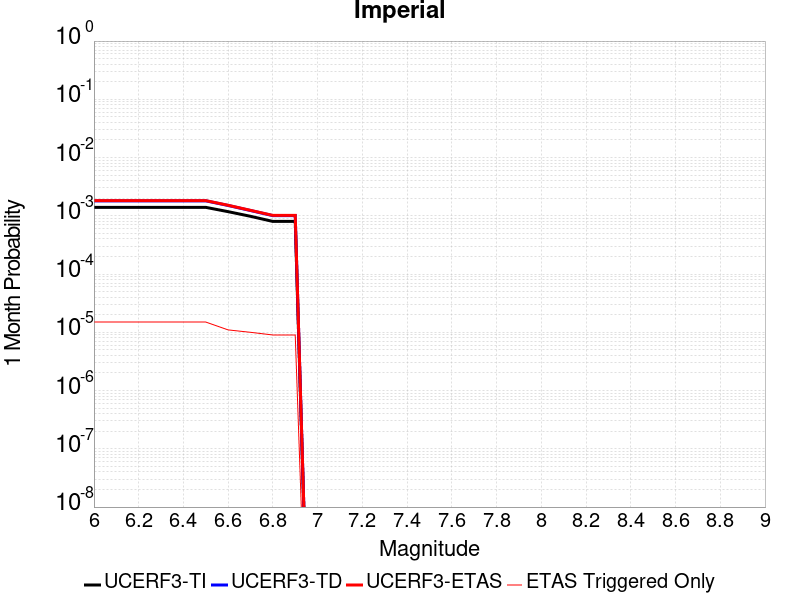 Imperial
10^0
10^-1
10^-2
10^-3
10^-4
10^-5
10^-6
10^-7
10^-8
1 Month Probability
6 6.2 6.4 6.6 6.8 7 7.2 7.4 7.6 7.8 8 8.2 8.4 8.6 8.8 9
Magnitude
UCERF3-TI UCERF3-TD UCERF3-ETAS ETAS Triggered Only